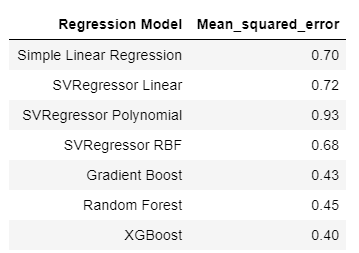 Regression Model Mean_squared_error
Simple Linear Regression 0.70
SVRegressor Linear 0.72
SVRegressor Polynomial 0.93
SVRegressor RBF 0.68
Gradient Boost 0.43
Random Forest 0.45
XGBoost 0.40